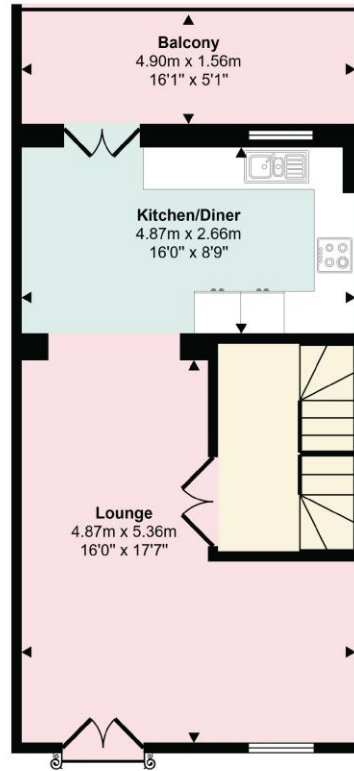 Balcony
4.90m x 1.56m
16'1" x 5'1"
Kitchen/Diner
4.87m x 2.66m
16'0" x 8'9"
Lounge
4.87m x 5.36m
16'0" x 17'7"